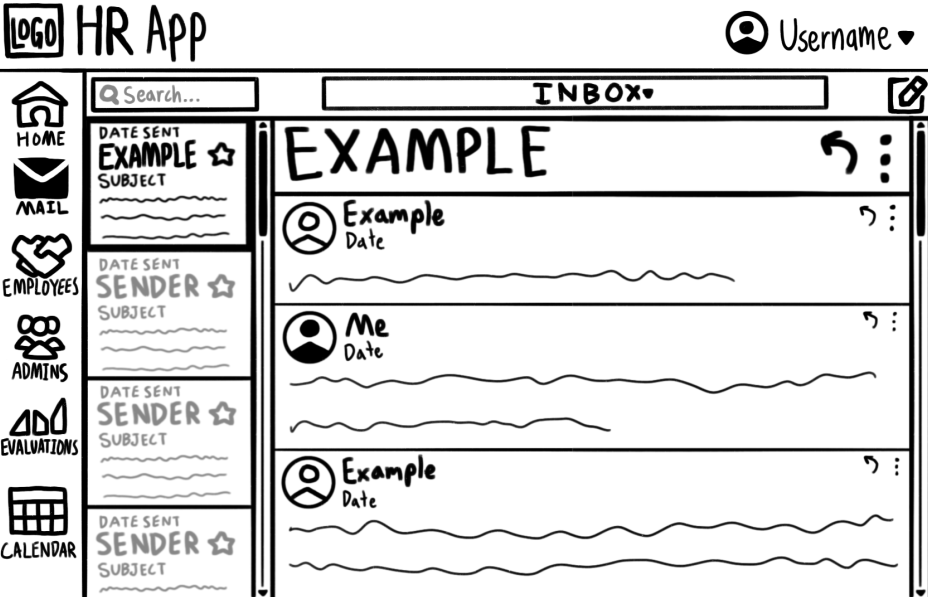 LOGO HR App
Username
HOME
MAIL
EMPLOYEES
ADMINS
EVALUATIONS
CALENDAR
Search...
INBOX
DATE SENT
EXAMPLE
SUBJECT
DATE SENT
SENDER
SUBJECT
DATE SENT
SENDER
SUBJECT
DATE SENT
SENDER
SUBJECT
EXAMPLE
Example
Date
Me
Date
Example
Date